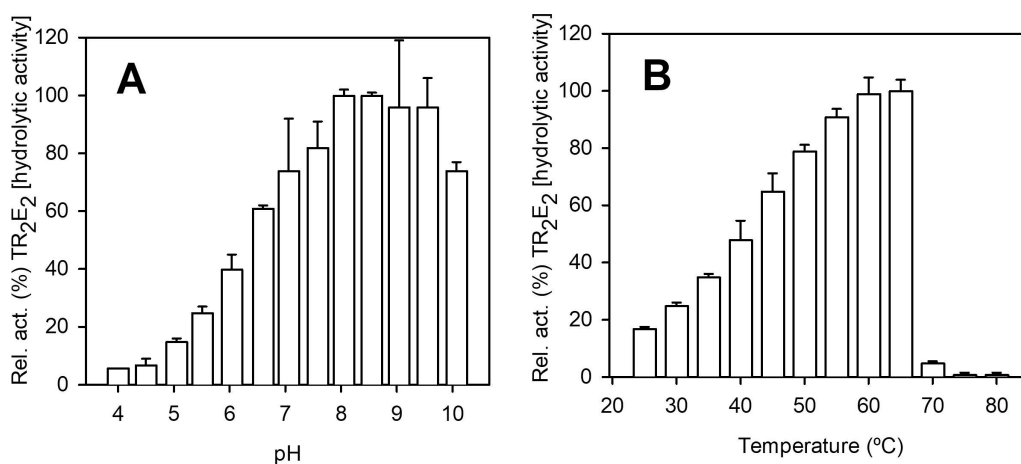 A
Rel. act. (%) TR₂E₂ [hydrolytic activity]
120
100
80
60
40
20
0
4 5 6 7 8 9 10
pH
B
Rel. act. (%) TR₂E₂ [hydrolytic activity]
120
100
80
60
40
20
0
20 30 40 50 60 70 80
Temperature (ºC)